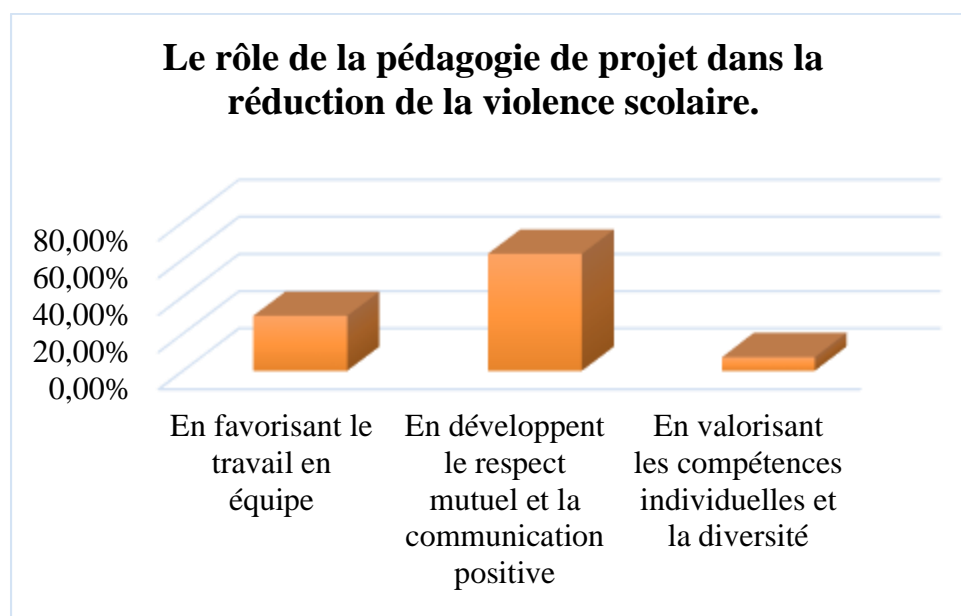 Le rôle de la pédagogie de projet dans la
réduction de la violence scolaire.
80,00%
60,00%
40,00%
20,00%
0,00%
En favorisant le
travail en
équipe
En développent
le respect
mutuel et la
communication
positive
En valorisant
les compétences
individuelles et
la diversité